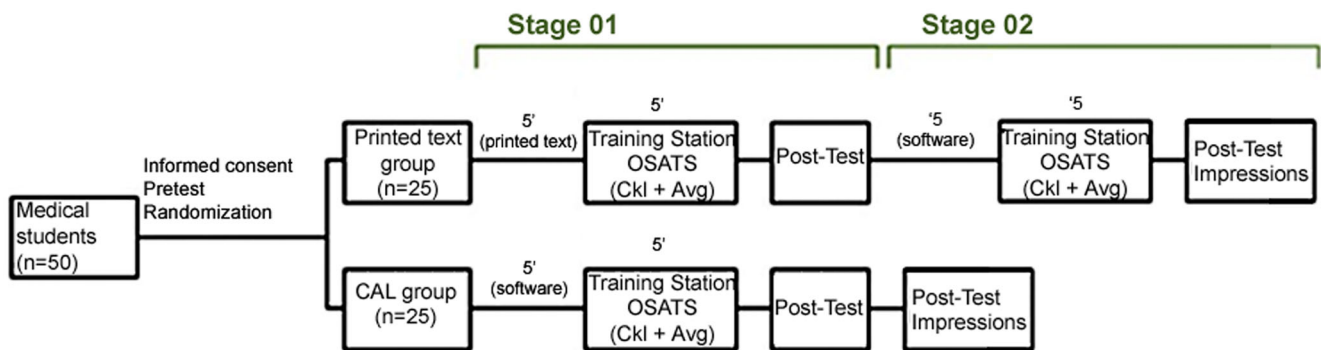 Stage 01
Stage 02
Informed consent
Pretest
Randomization
Medical
students
(n=50)
Printed text
group
(n=25)
5'
(printed text)
5'
Training Station
OSATS
(Ckl + Avg)
Post-Test
'5
(software)
'5
Training Station
OSATS
(Ckl + Avg)
Post-Test
Impressions
CAL group
(n=25)
5'
(software)
5'
Training Station
OSATS
(Ckl + Avg)
Post-Test
Post-Test
Impressions